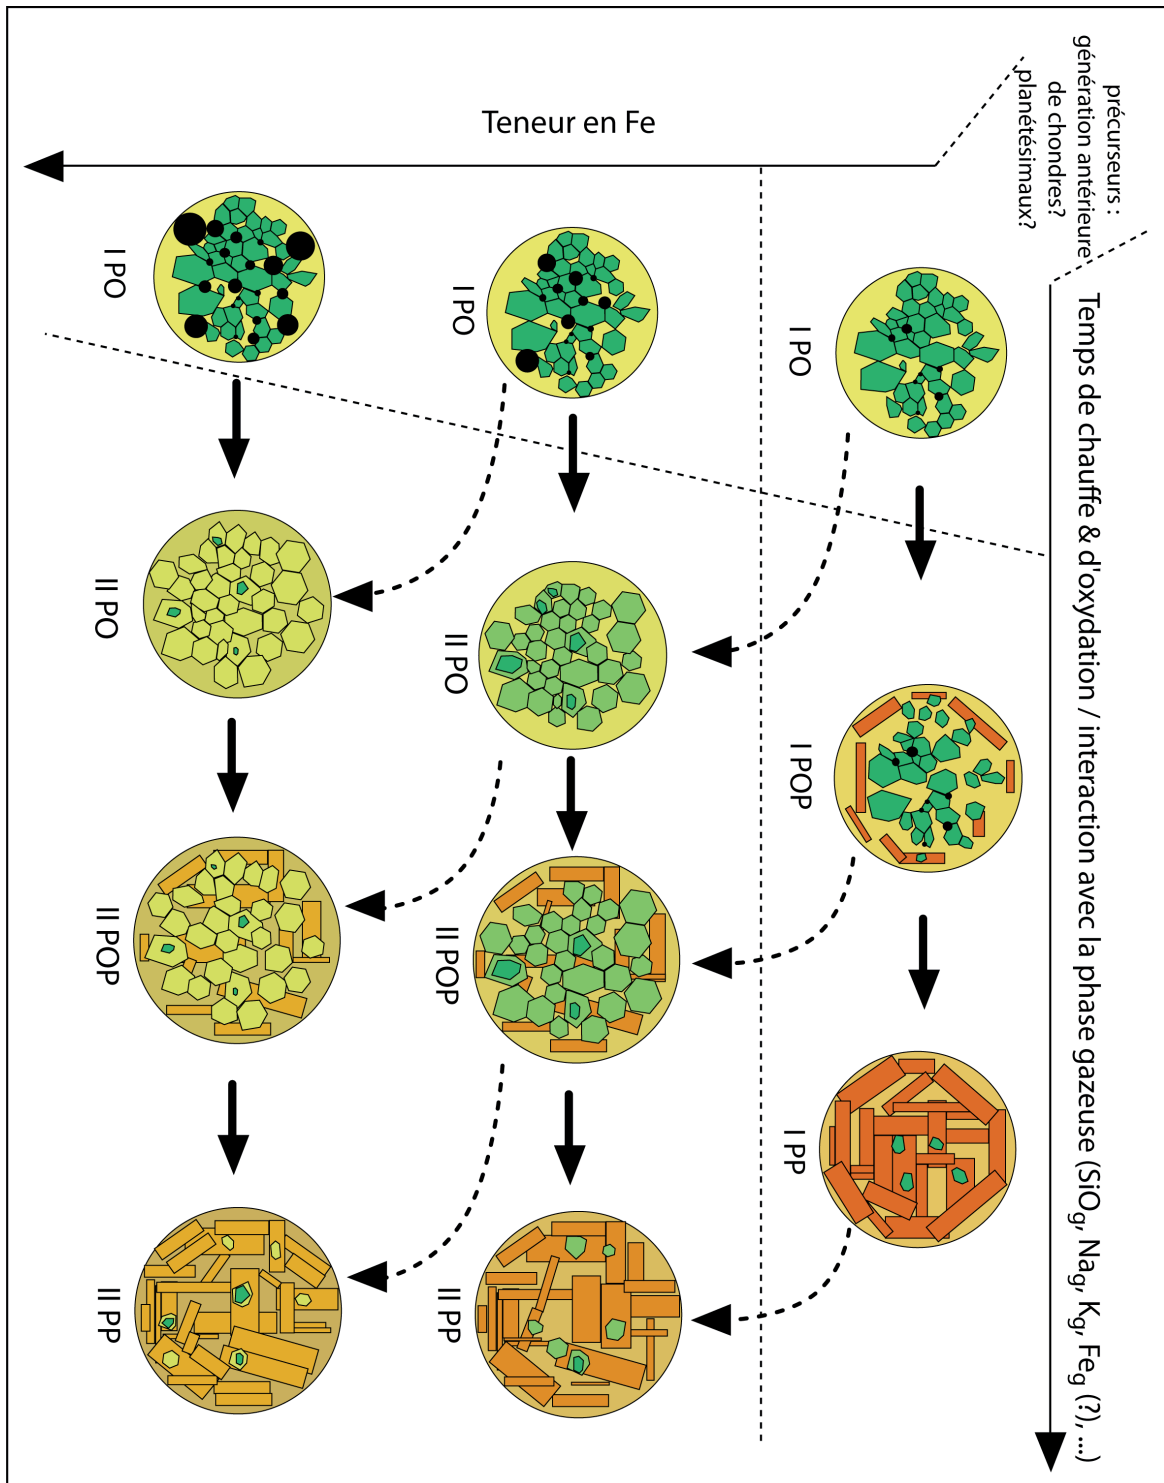 précurseurs :
génération antérieure
de chondres?
planétésimaux?
Temps de chauffe & d'oxydation / interaction avec la phase gazeuse (SiOg, Nag, Kg, Feg (?), ...)
Teneur en Fe
I PO
I POP
I PP
I PO
II PO
II POP
II PP
I PO
II PO
II POP
II PP